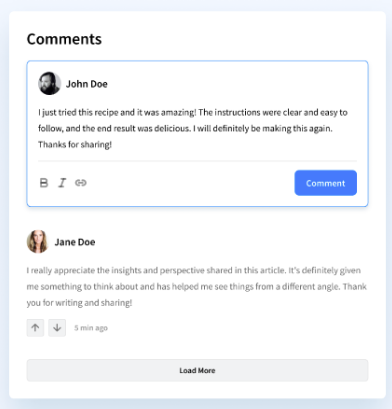 Comments
John Doe
I just tried this recipe and it was amazing! The instructions were clear and easy to
follow, and the end result was delicious. I will definitely be making this again.
Thanks for sharing!
B I
Comment
Jane Doe
I really appreciate the insights and perspective shared in this article. It's definitely given
me something to think about and has helped me see things from a different angle. Thank
you for writing and sharing!
5 min ago
Load More